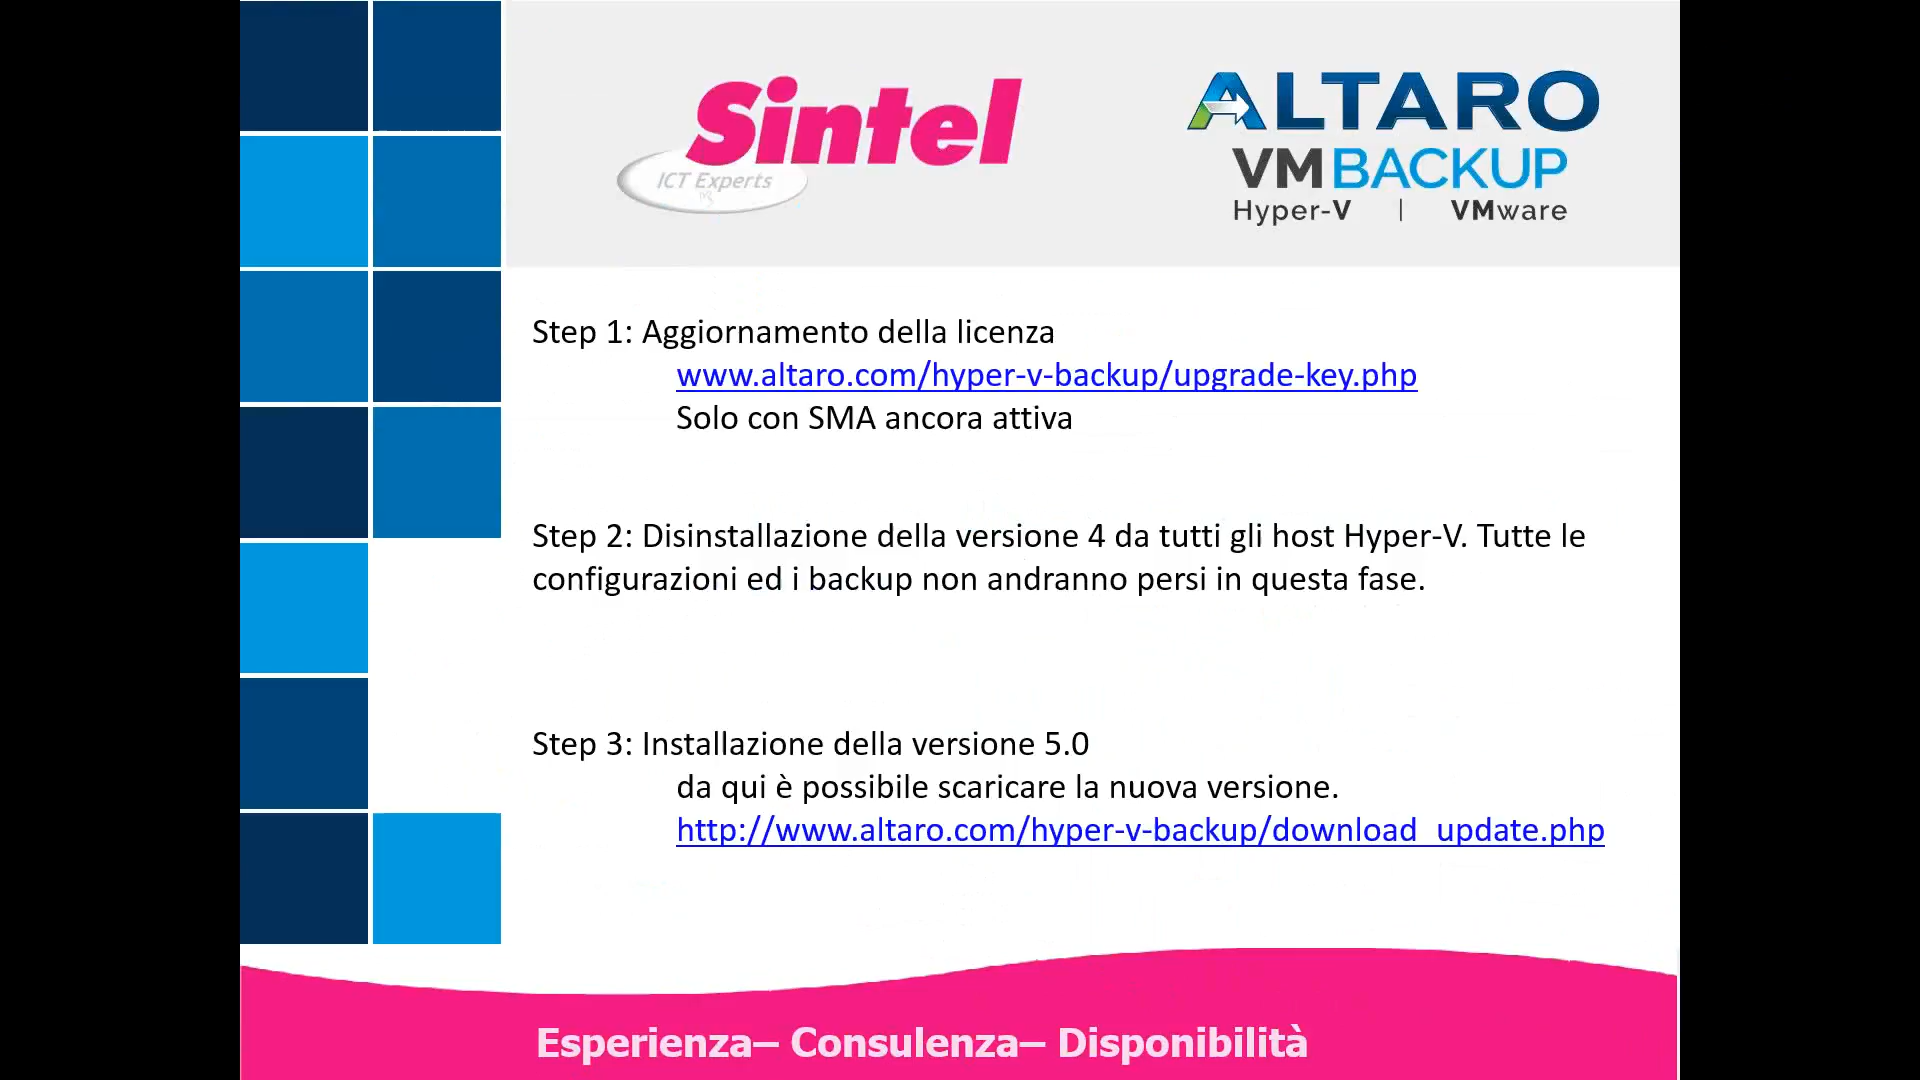 Sintel
ICT Experts
ALTARO
VMBACKUP
Hyper-V | VMware
Step 1: Aggiornamento della licenza
www.altaro.com/hyper-v-backup/upgrade-key.php
Solo con SMA ancora attiva
Step 2: Disinstallazione della versione 4 da tutti gli host Hyper-V. Tutte le
configurazioni ed i backup non andranno persi in questa fase.
Step 3: Installazione della versione 5.0
da qui è possibile scaricare la nuova versione.
http://www.altaro.com/hyper-v-backup/download_update.php
Esperienza– Consulenza– Disponibilità